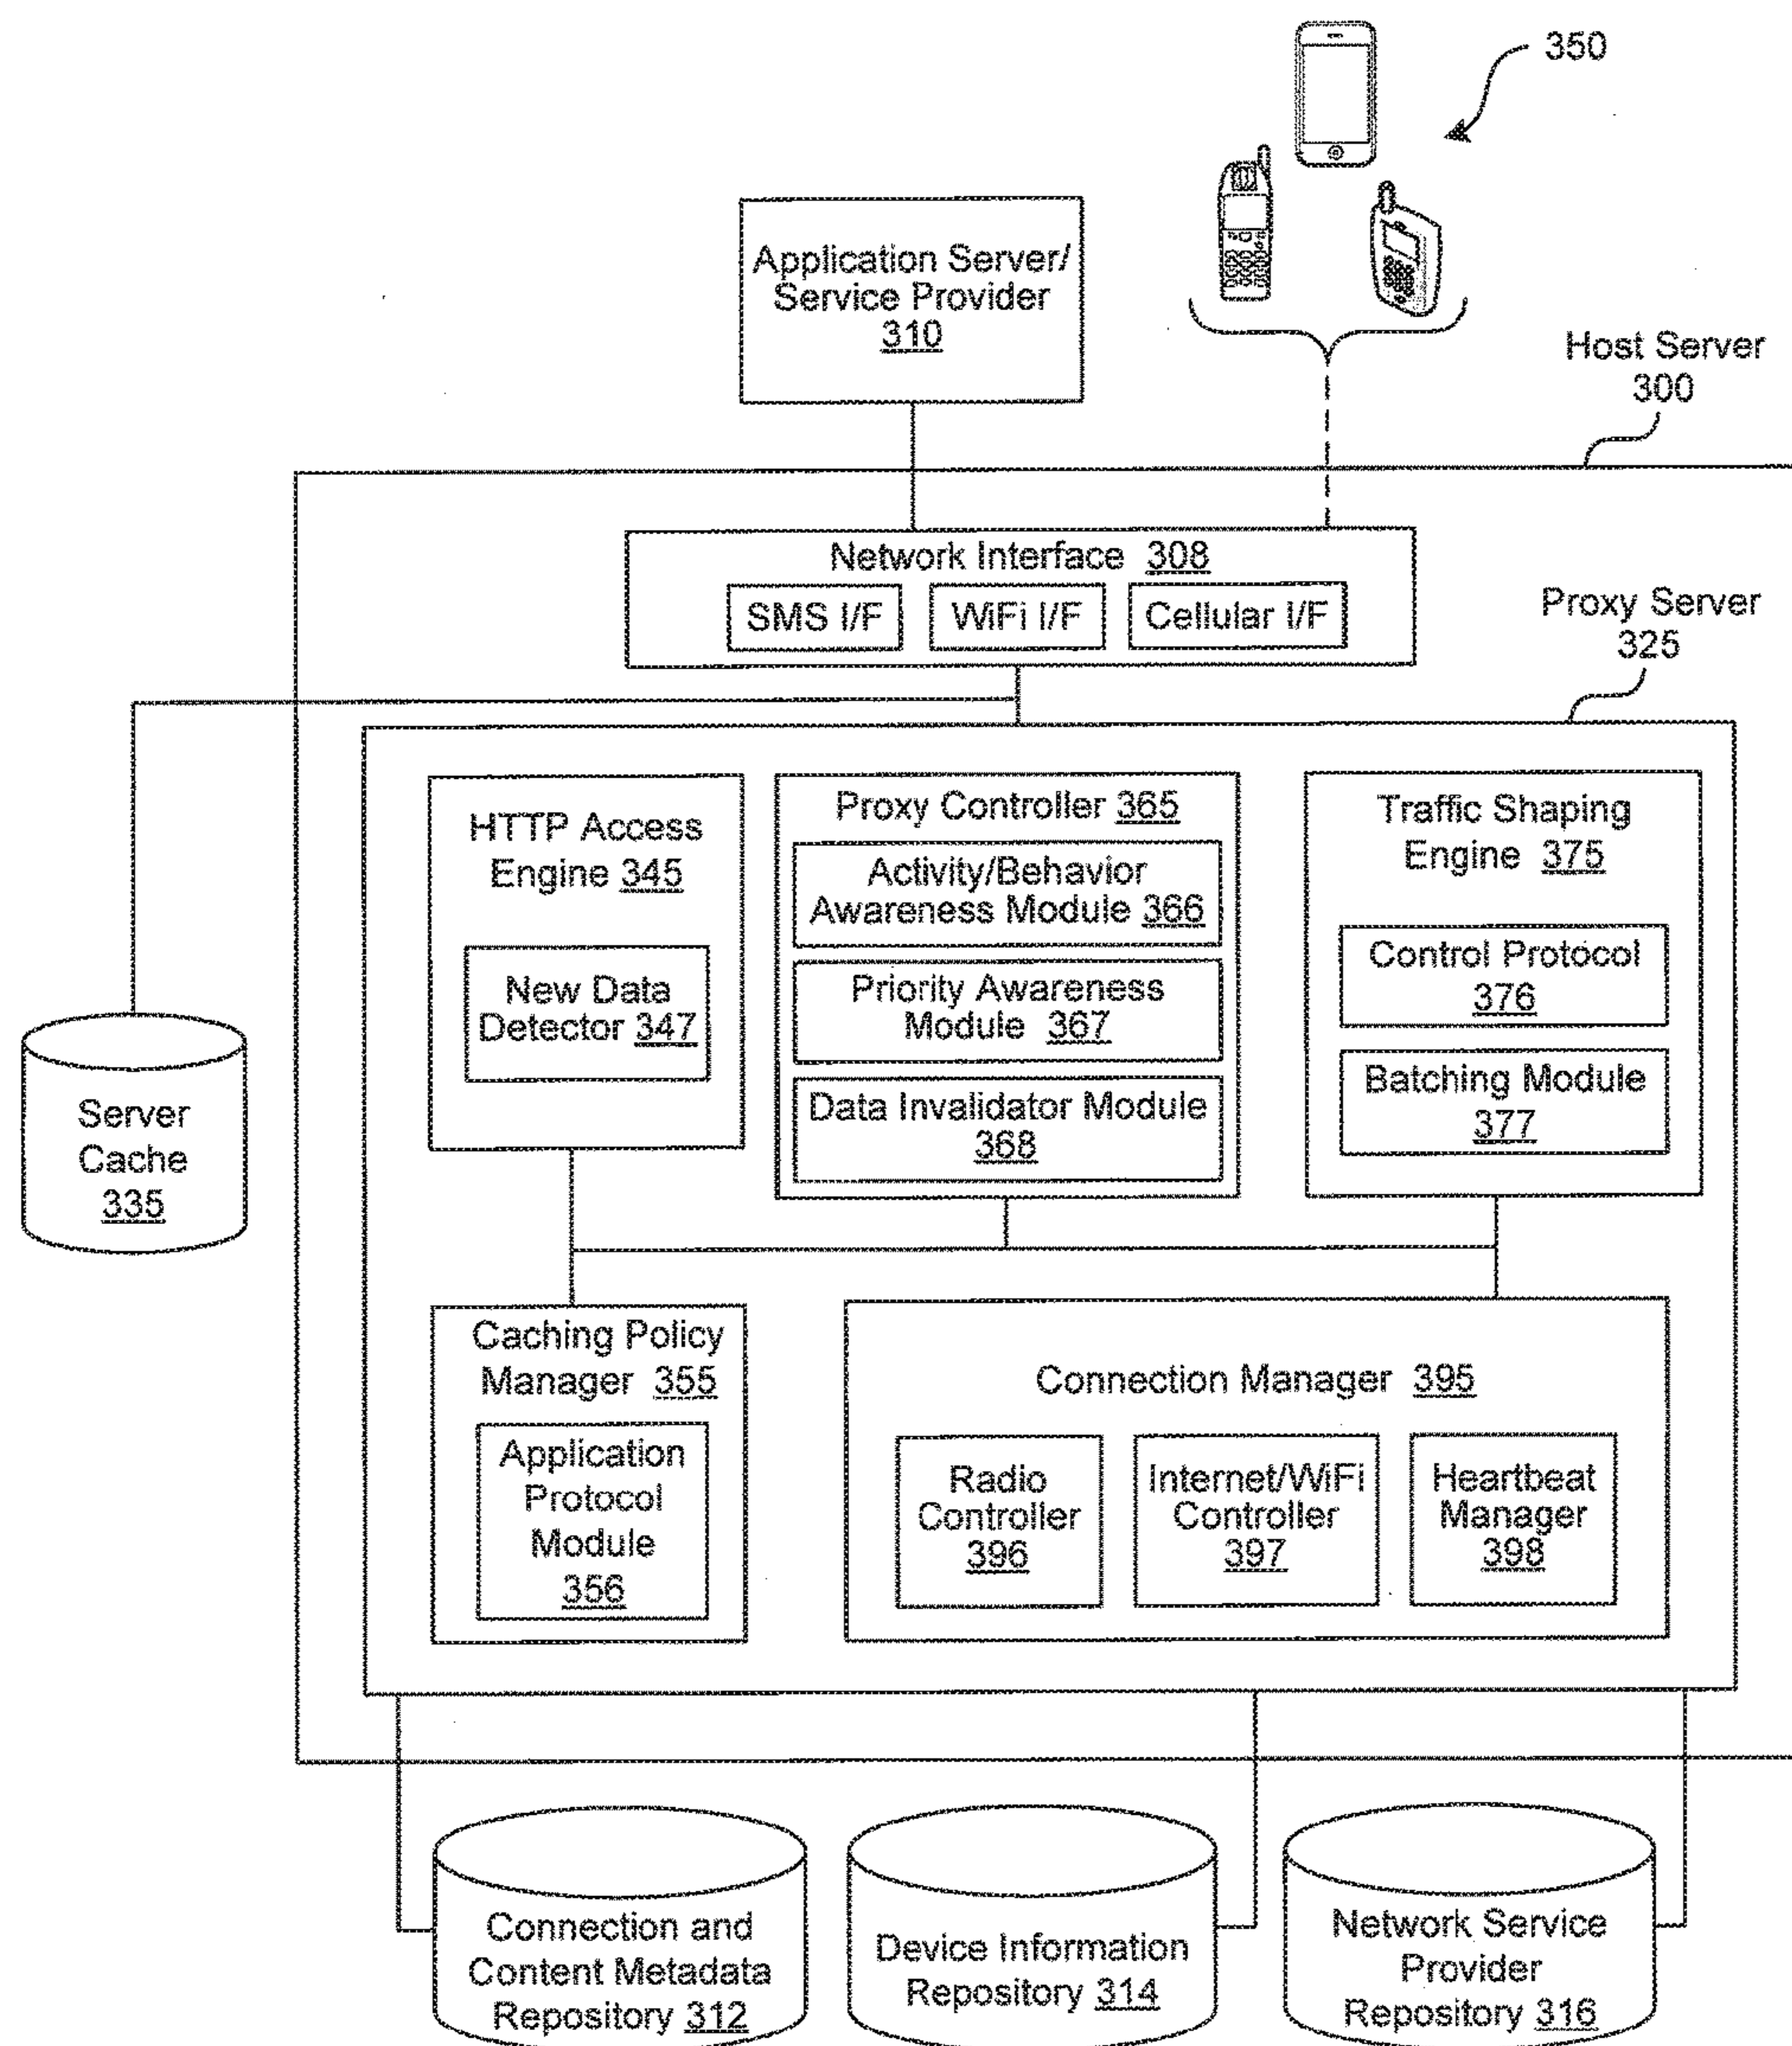 350
Application Server/
Service Provider
310
Host Server
300
Network Interface 308
SMS I/F
WiFi I/F
Cellular I/F
Proxy Server
325
HTTP Access
Engine 345
New Data
Detector 347
Proxy Controller 365
Activity/Behavior
Awareness Module 366
Priority Awareness
Module 367
Data Invalidator Module
368
Traffic Shaping
Engine 375
Control Protocol
376
Batching Module
377
Server
Cache
335
Caching Policy
Manager 355
Application
Protocol
Module
356
Connection Manager 395
Radio
Controller
396
Internet/WiFi
Controller
397
Heartbeat
Manager
398
Connection and
Content Metadata
Repository 312
Device Information
Repository 314
Network Service
Provider
Repository 316